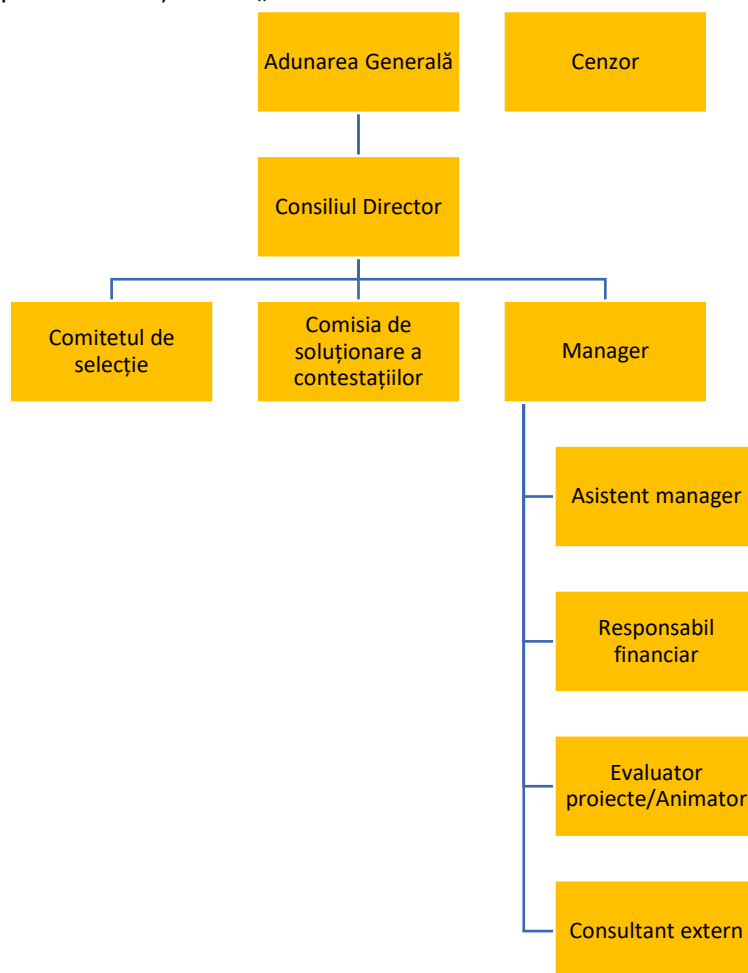 Adunarea Generală
Cenzor
Consiliul Director
Comitetul de
selecție
Comisia de
soluționare a
contestațiilor
Manager
Asistent manager
Responsabil
financiar
Evaluator
proiecte/Animator
Consultant extern